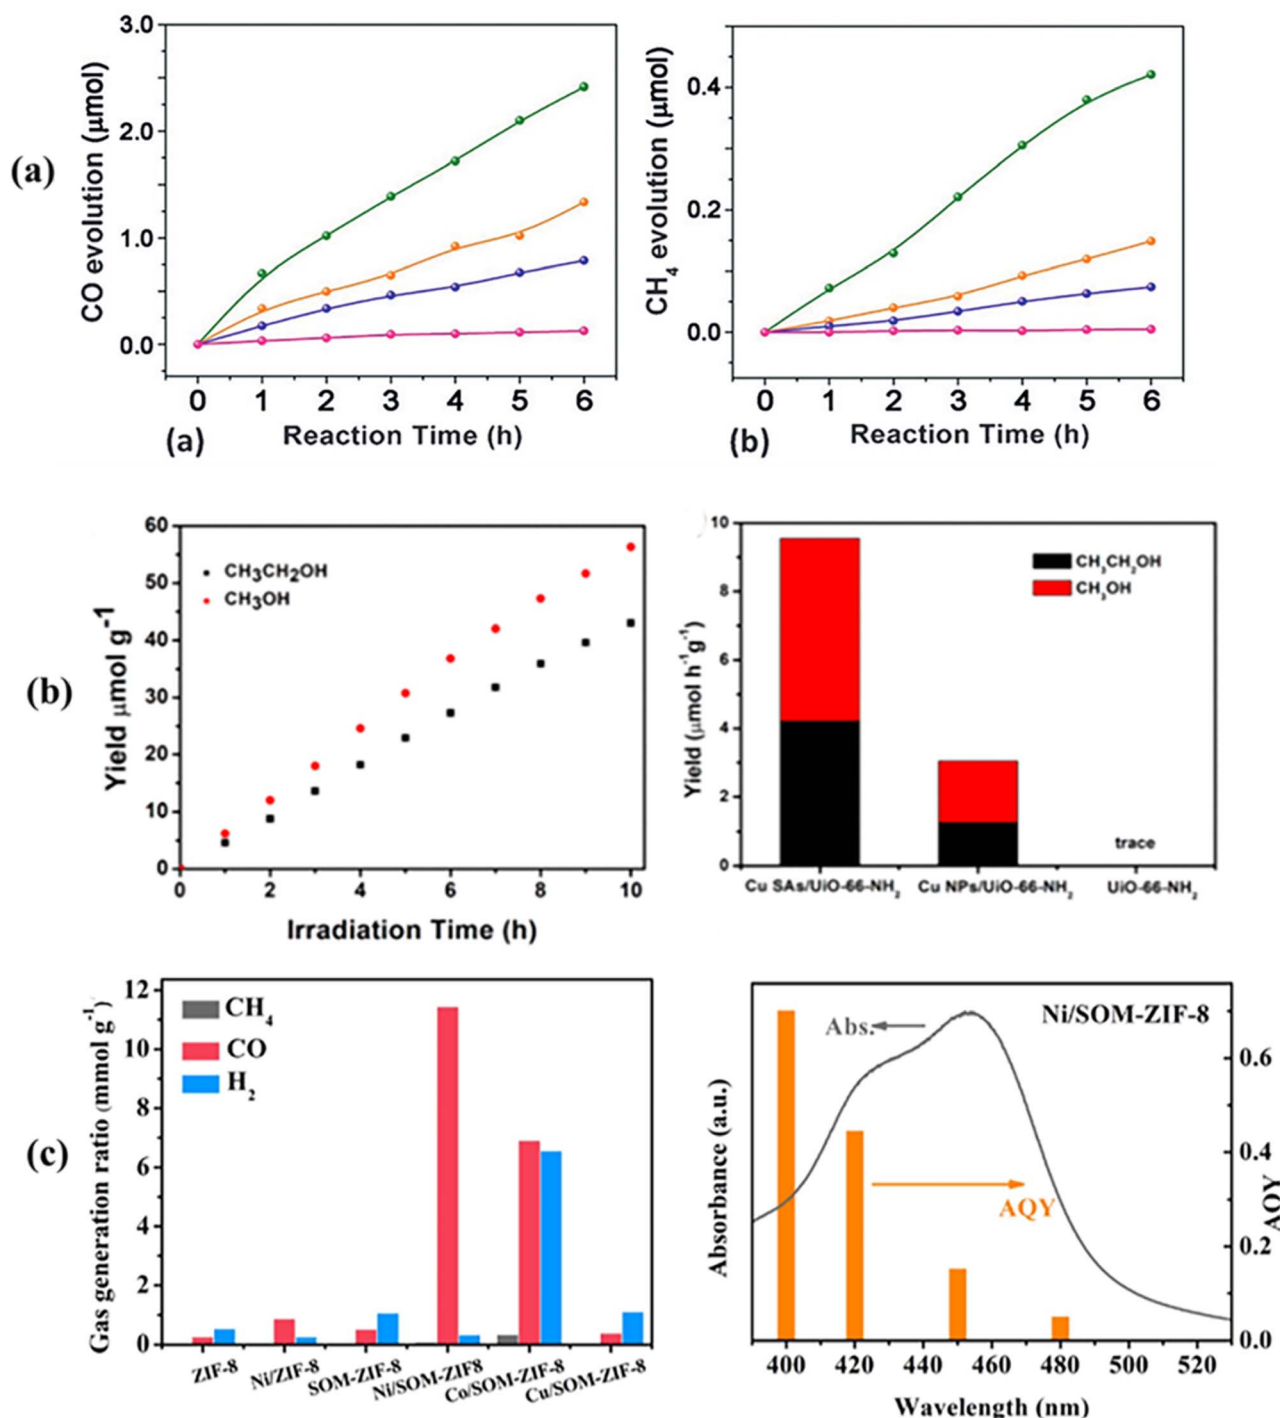 (a)
CO evolution (µmol)
3.0
2.0
1.0
0.0
0 1 2 3 4 5 6
Reaction Time (h)
(a)
CH4 evolution (µmol)
0.4
0.2
0.0
0 1 2 3 4 5 6
Reaction Time (h)
(b)
(b)
Yield µmol g-1
60
50
40
30
20
10
0
CH3CH2OH
CH3OH
0 2 4 6 8 10
Irradiation Time (h)
Yield (µmol h-1g-1)
10
8
6
4
2
0
CH3CH2OH
CH3OH
trace
Cu SAs/UiO-66-NH2 Cu NPs/UiO-66-NH2 UiO-66-NH2
(c)
Gas generation ratio (mmol g-1)
12
10
8
6
4
2
0
CH4
CO
H2
ZIF-8 Ni/ZIF-8 SOM-ZIF-8 Ni/SOM-ZIF8 Co/SOM-ZIF-8 Cu/SOM-ZIF-8
Absorbance (a.u.)
Ni/SOM-ZIF-8
Abs.
AQY
0.6
0.4
0.2
0.0
AQY
400 420 440 460 480 500 520
Wavelength (nm)